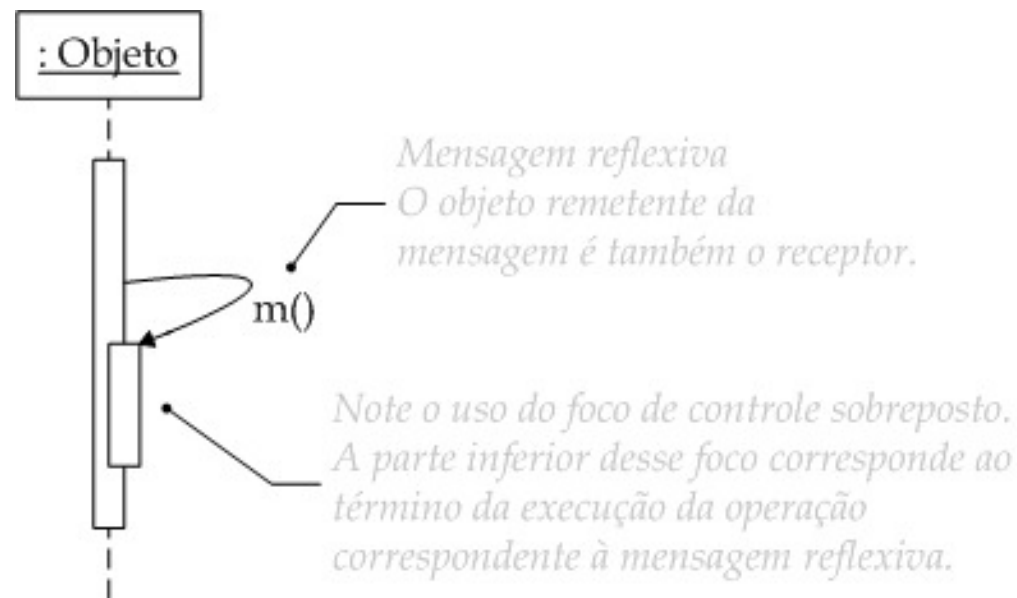 : Objeto
Mensagem reflexiva
O objeto remetente da
mensagem é também o receptor.
m()
Note o uso do foco de controle sobreposto.
A parte inferior desse foco corresponde ao
término da execução da operação
correspondente à mensagem reflexiva.